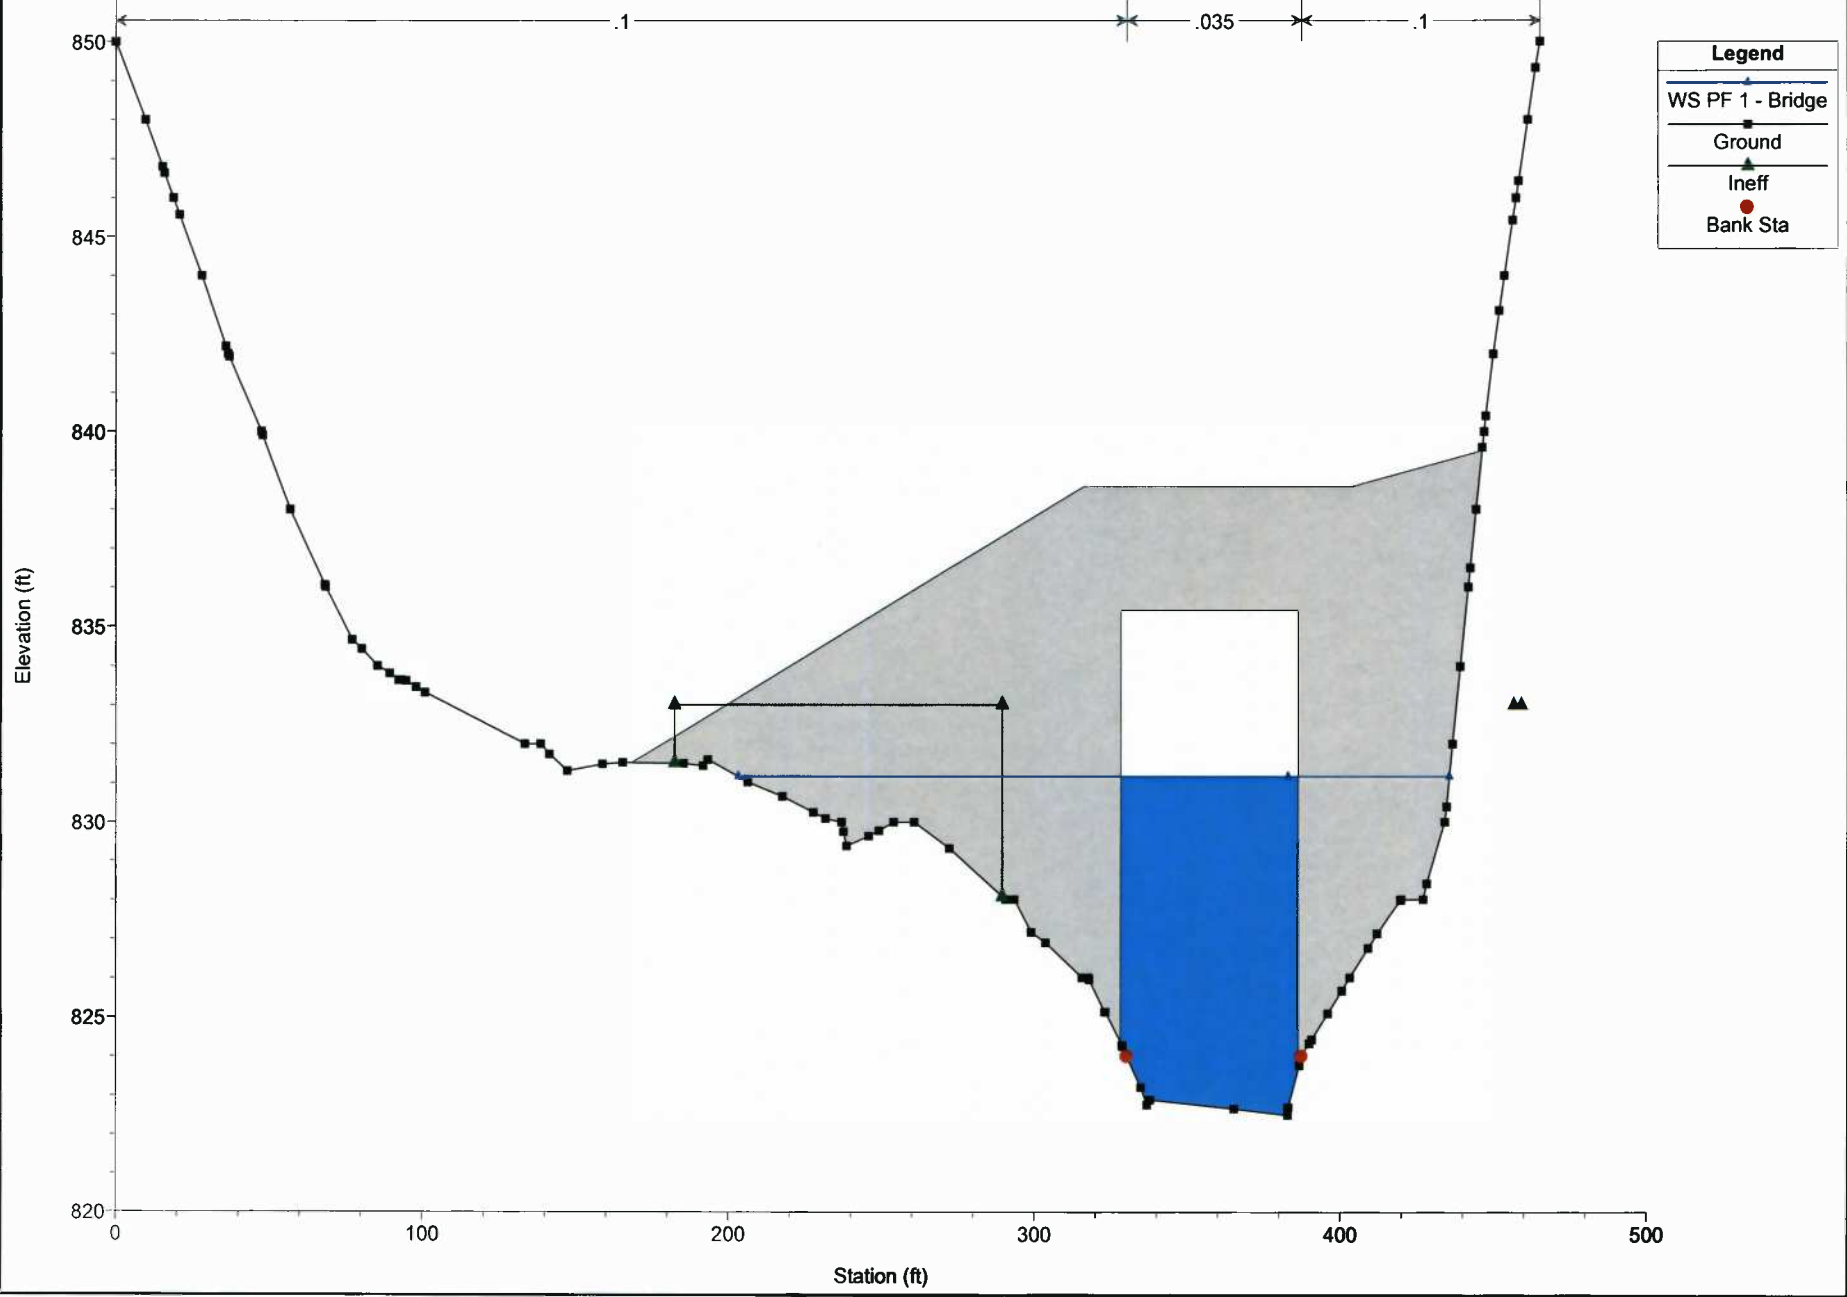 .1 .035 .1
850
845
840
835
830
825
820
Elevation (ft)
0 100 200 300 400 500
Station (ft)
Legend
WS PF 1 - Bridge
Ground
Ineff
Bank Sta